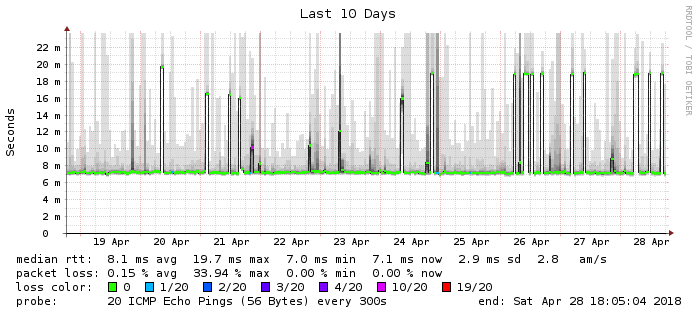 Last 10 Days
RRDTOOL / TOBI OETIKER
Seconds
22 m
20 m
18 m
16 m
14 m
12 m
10 m
8 m
6 m
4 m
2 m
0
19 Apr 20 Apr 21 Apr 22 Apr 23 Apr 24 Apr 25 Apr 26 Apr 27 Apr 28 Apr
median rtt: 8.1 ms avg 19.7 ms max 7.0 ms min 7.1 ms now 2.9 ms sd 2.8 am/s
packet loss: 0.15 % avg 33.94 % max 0.00 % min 0.00 % now
loss color: 0 1/20 2/20 3/20 4/20 10/20 19/20
probe: 20 ICMP Echo Pings (56 Bytes) every 300s end: Sat Apr 28 18:05:04 2018